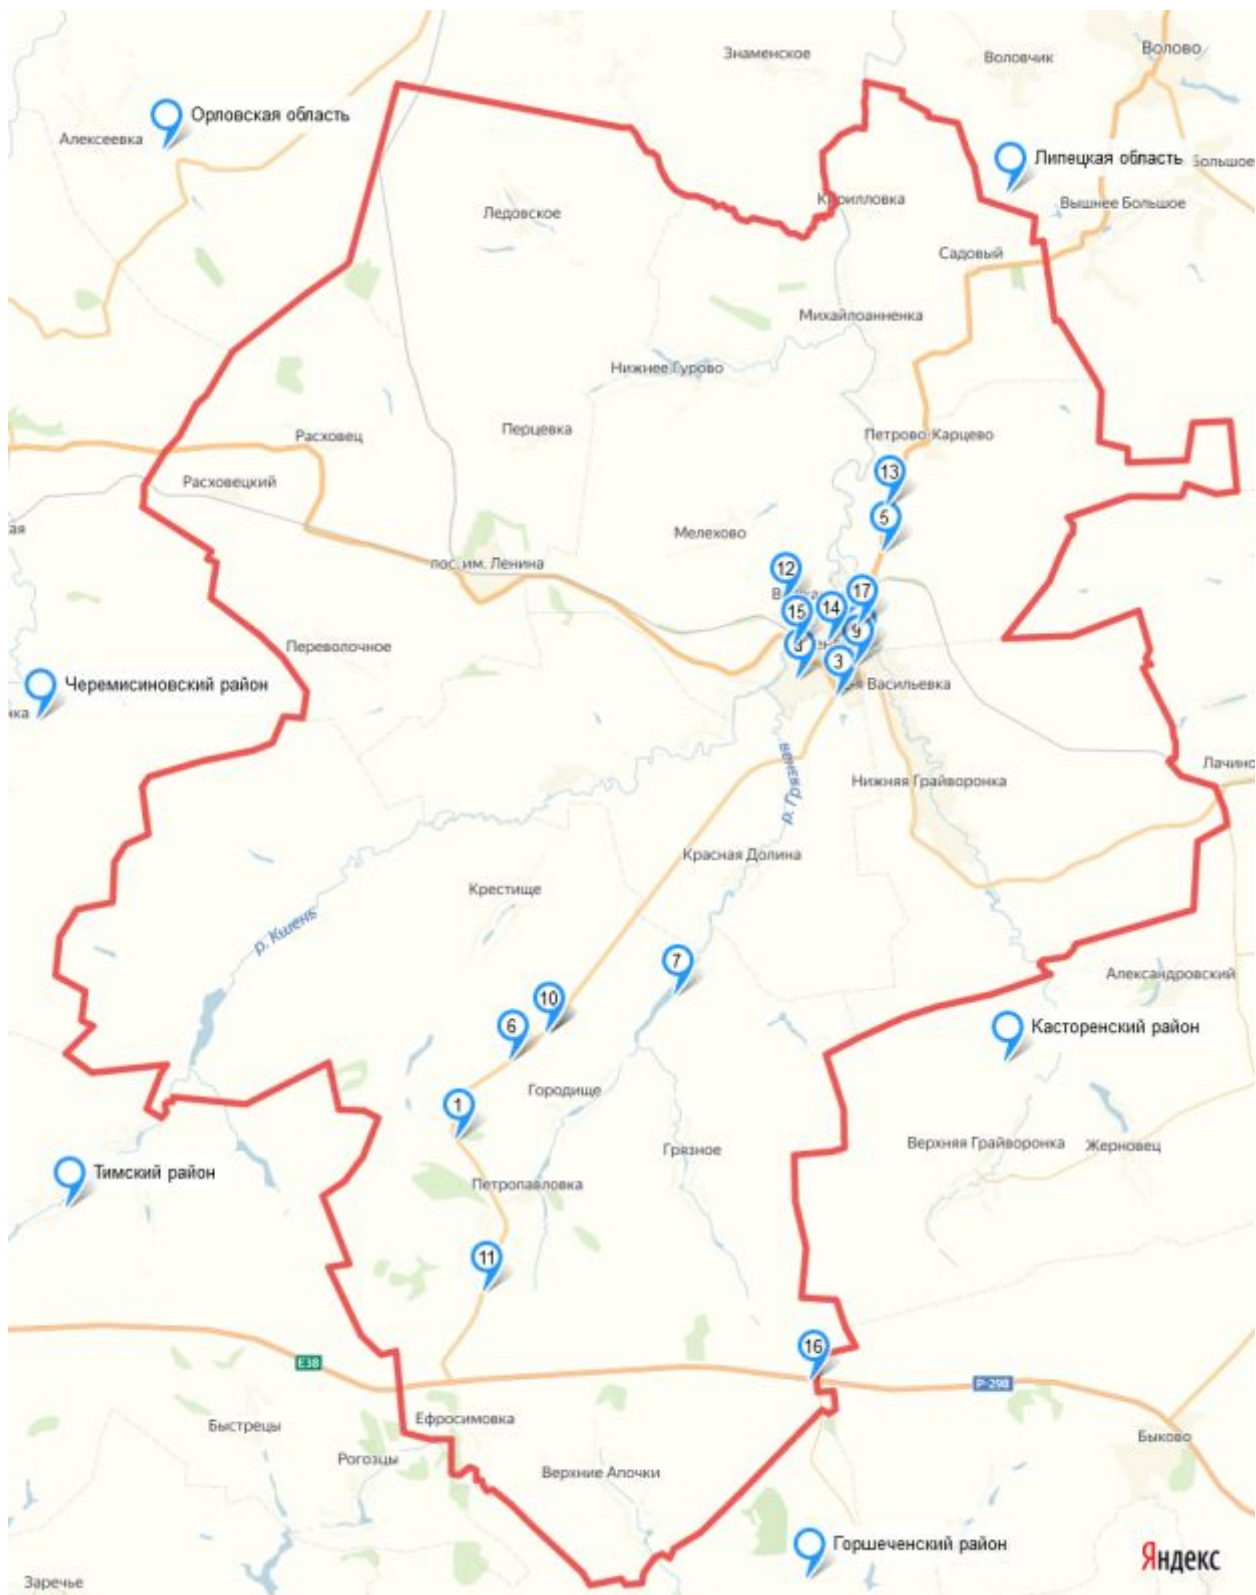 Знаменское
Воловчик
Волово
Орловская область
Алексеевка
Липецкая область
Большое
Кирилловка
Вышнее Большое
Ледовское
Садовый
Михайлоанненка
Нижнее Гурово
Перцевка
Расховец
Петрово-Карцево
13
Расховецкий
5
ая
Мелехово
пос. им. Ленина
12
17
15
14
9
Переволочное
3
Черемисиновский район
Васильевка
нка
р. Кшень
Лачино
Нижняя Грайворонка
Красная Долина
Крестище
7
Александровский
10
6
Касторенский район
Городище
1
Верхняя Грайворонка
Жерновец
Грязное
Тимский район
Петропавловка
11
16
E38
Р-298
Ефросимовка
Быстрецы
Быково
Рогозцы
Верхние Апочки
Горшеченский район
Яндекс
Заречье